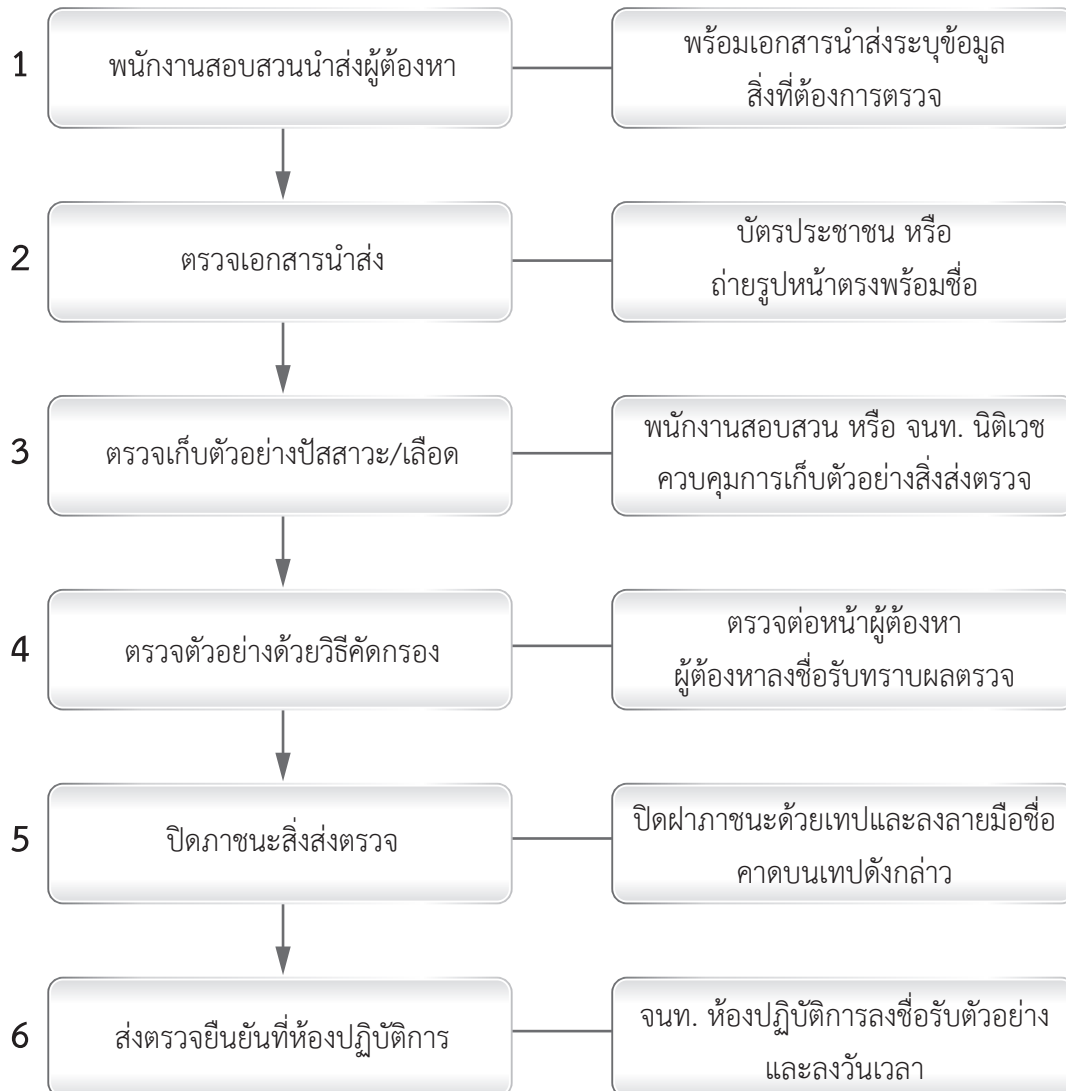 1
พนักงานสอบสวนนำส่งผู้ต้องหา
พร้อมเอกสารนำส่งระบุข้อมูล
สิ่งที่ต้องการตรวจ
2
ตรวจเอกสารนำส่ง
บัตรประชาชน หรือ
ถ่ายรูปหน้าตรงพร้อมชื่อ
3
ตรวจเก็บตัวอย่างปัสสาวะ/เลือด
พนักงานสอบสวน หรือ จนท. นิติเวช
ควบคุมการเก็บตัวอย่างสิ่งส่งตรวจ
4
ตรวจตัวอย่างด้วยวิธีคัดกรอง
ตรวจต่อหน้าผู้ต้องหา
ผู้ต้องหาลงชื่อรับทราบผลตรวจ
5
ปิดภาชนะสิ่งส่งตรวจ
ปิดฝาภาชนะด้วยเทปและลงลายมือชื่อ
คาดบนเทปดังกล่าว
6
ส่งตรวจยืนยันที่ห้องปฏิบัติการ
จนท. ห้องปฏิบัติการลงชื่อรับตัวอย่าง
และลงวันเวลา